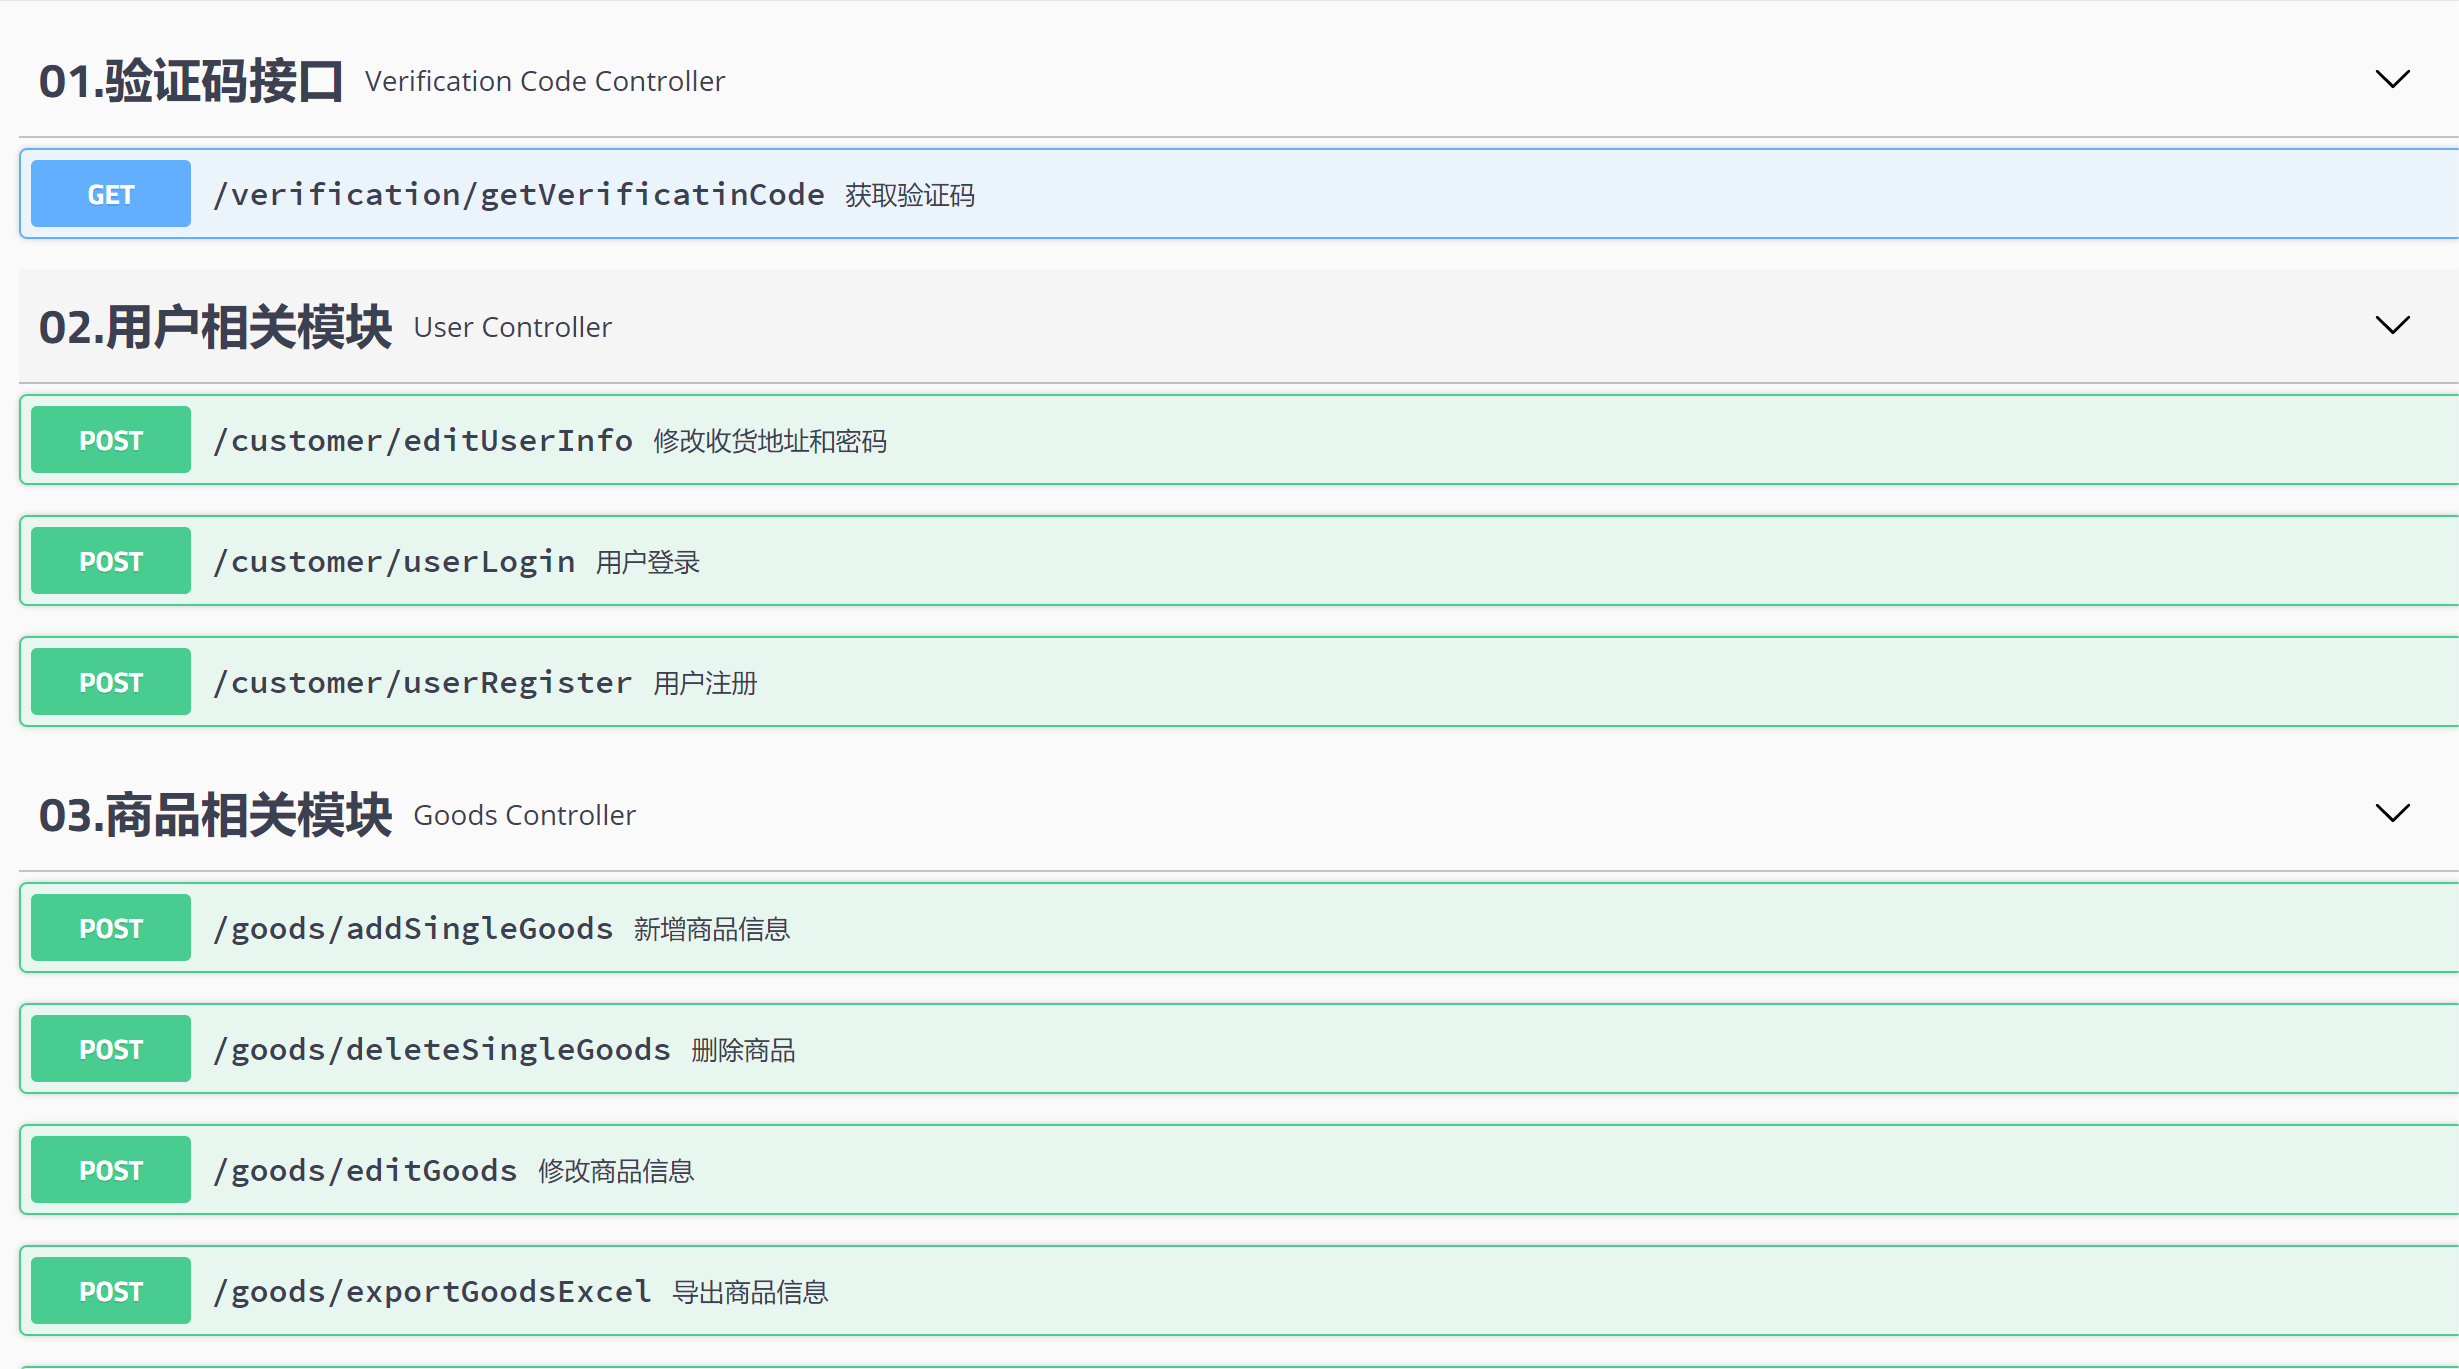 01.验证码接口 Verification Code Controller
GET /verification/getVerificatinCode 获取验证码
02.用户相关模块 User Controller
POST /customer/editUserInfo 修改收货地址和密码
POST /customer/userLogin 用户登录
POST /customer/userRegister 用户注册
03.商品相关模块 Goods Controller
POST /goods/addSingleGoods 新增商品信息
POST /goods/deleteSingleGoods 删除商品
POST /goods/editGoods 修改商品信息
POST /goods/exportGoodsExcel 导出商品信息